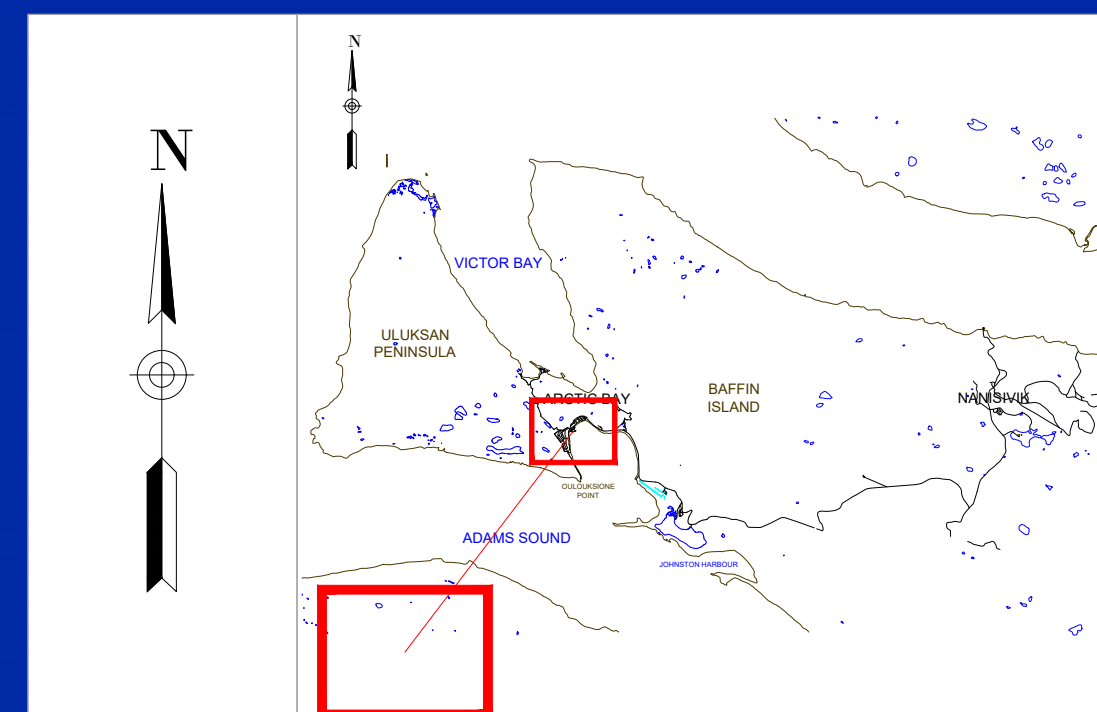 N
N
VICTOR BAY
ULUKSAN
PENINSULA
BAFFIN
ISLAND
ARCTIC BAY
NANISIVIK
OULOUKSIONE
POINT
ADAMS SOUND
JOHNSTON HARBOUR